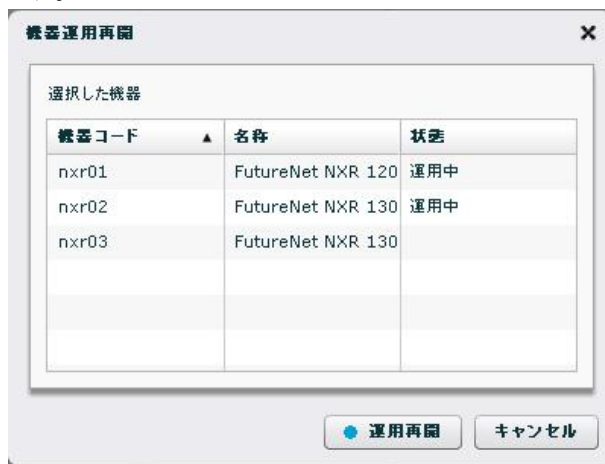 機器運用再開
選択した機器
機器コード ▲ 名称 状態
nxr01 FutureNet NXR 120 運用中
nxr02 FutureNet NXR 130 運用中
nxr03 FutureNet NXR 130
運用再開 キャンセル